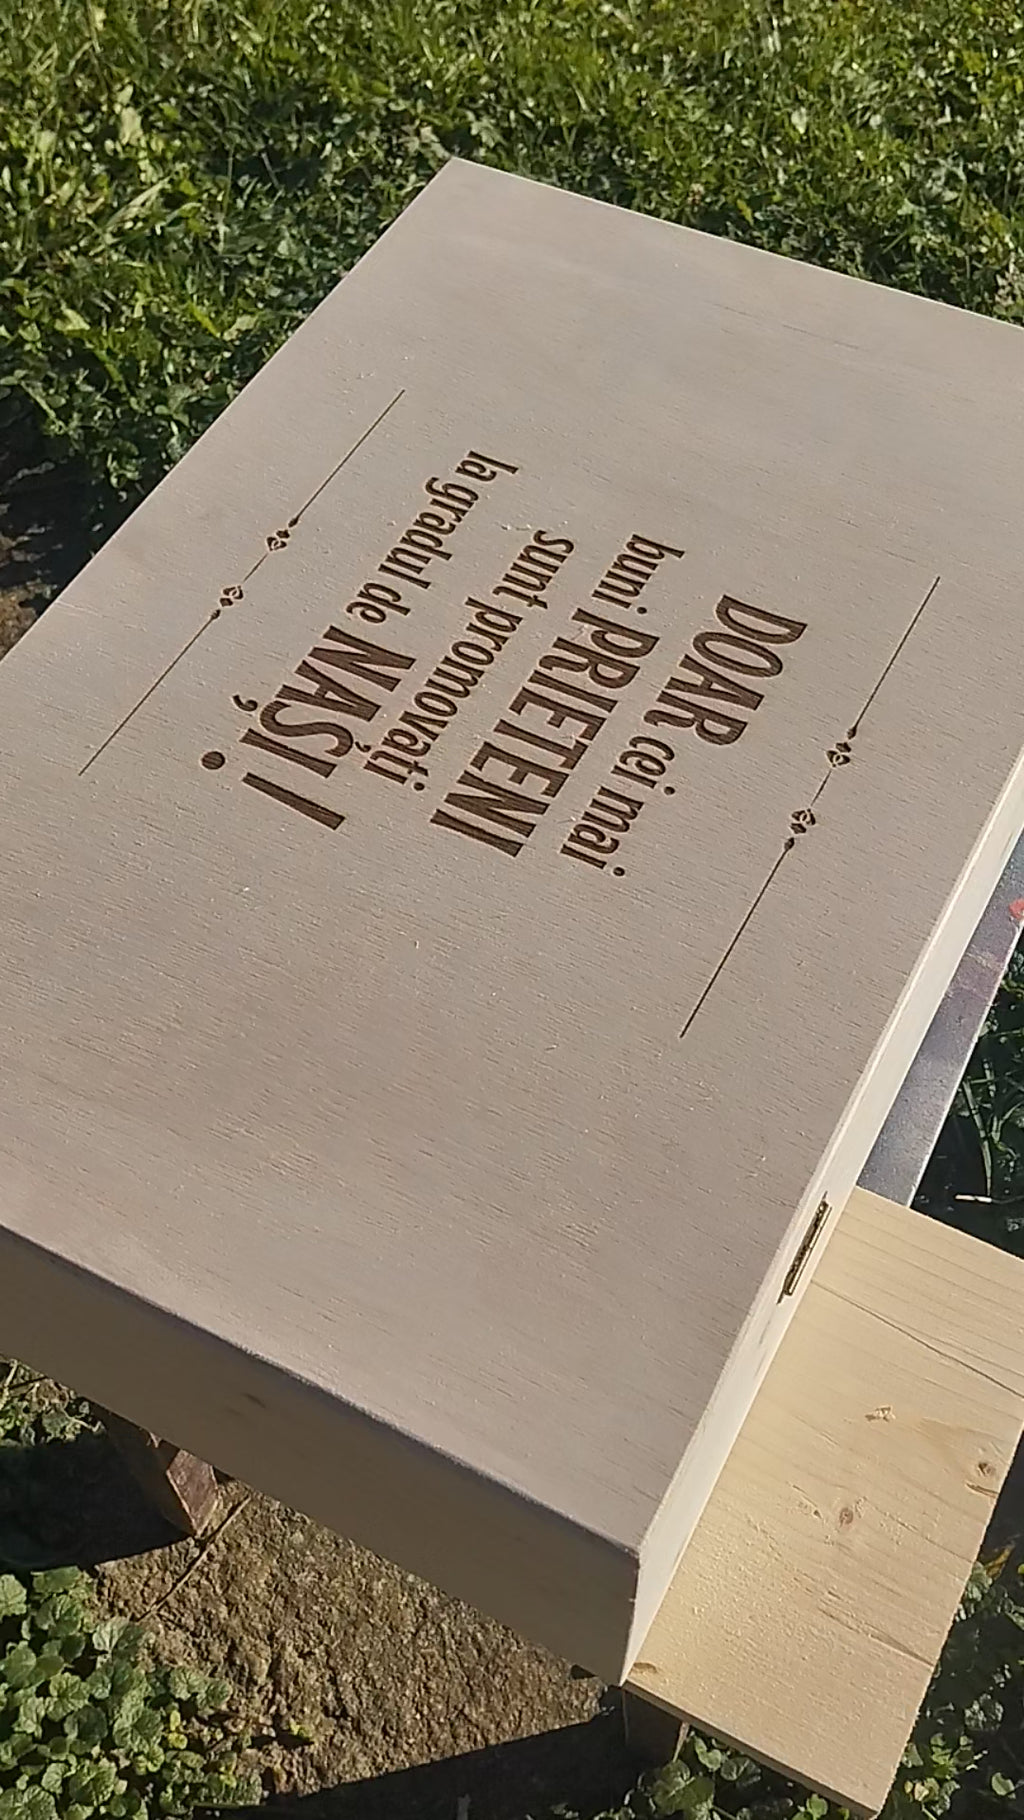 DOAR cei mai
buni PRIETENI
sunt promovați
la gradul de NAȘI !